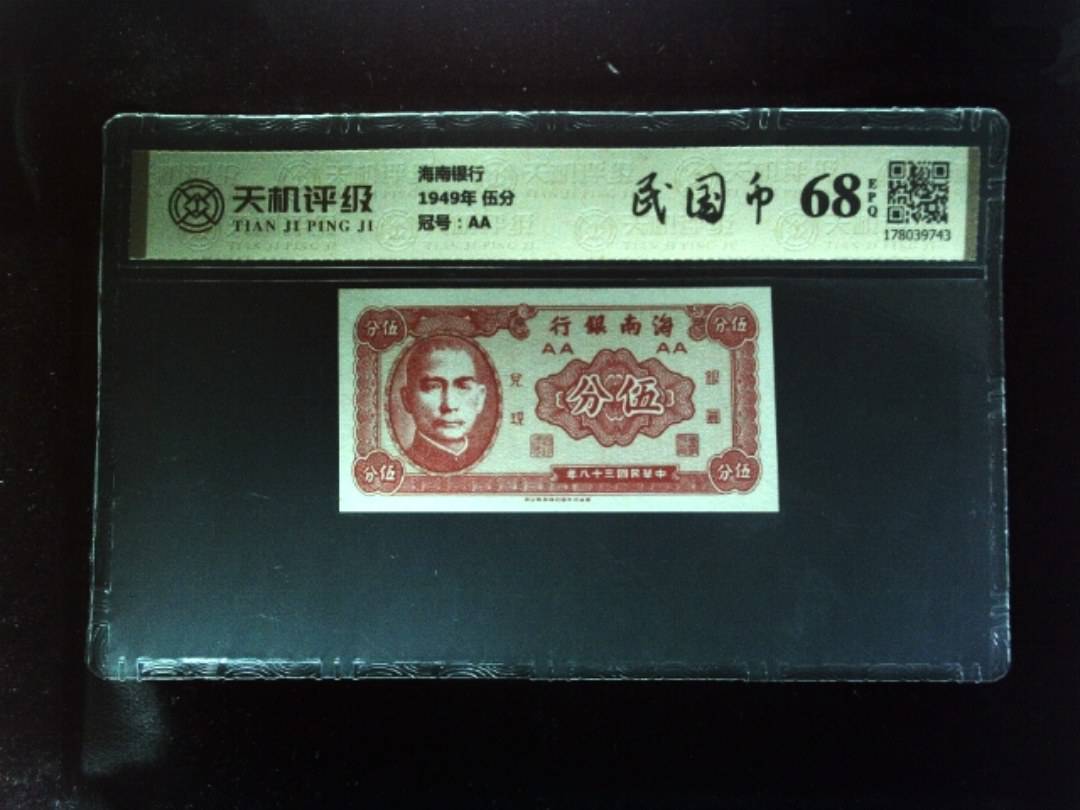 天机评级
TIAN JI PING JI
海南银行
1949年 伍分
冠号：AA
民国币
68
EPQ
178039743
行銀南海
AA AA
分伍
分伍
兌現
分伍
銀圓
分伍
分伍
年八十三國民華中